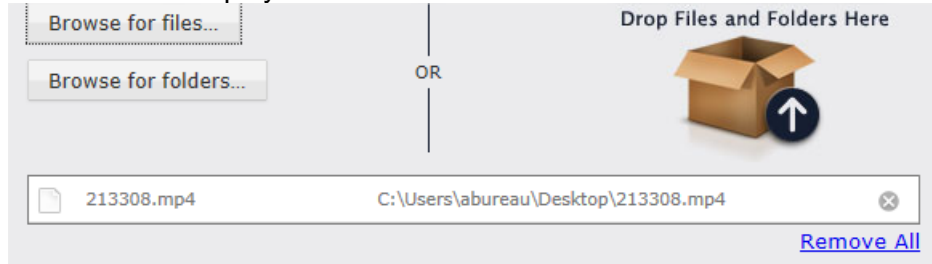 Browse for files...
Drop Files and Folders Here
Browse for folders...
OR
213308.mp4 C:\Users\abureau\Desktop\213308.mp4
Remove All